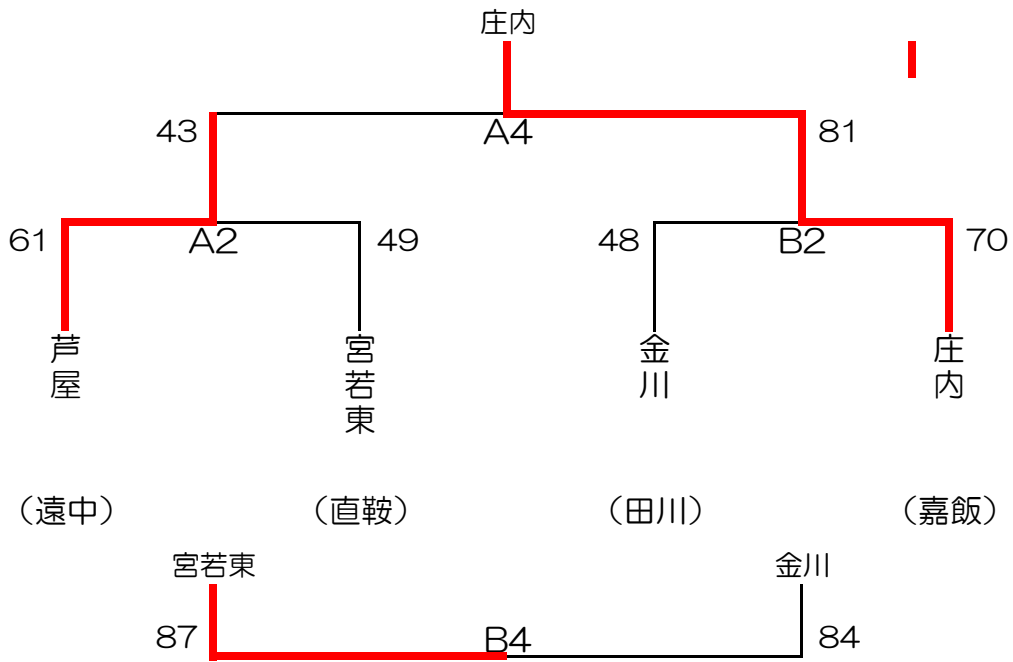 庄内
43
A4
81
61
A2
49
48
B2
70
芦屋
宮若東
金川
庄内
（遠中）
（直鞍）
（田川）
（嘉飯）
宮若東
金川
87
B4
84